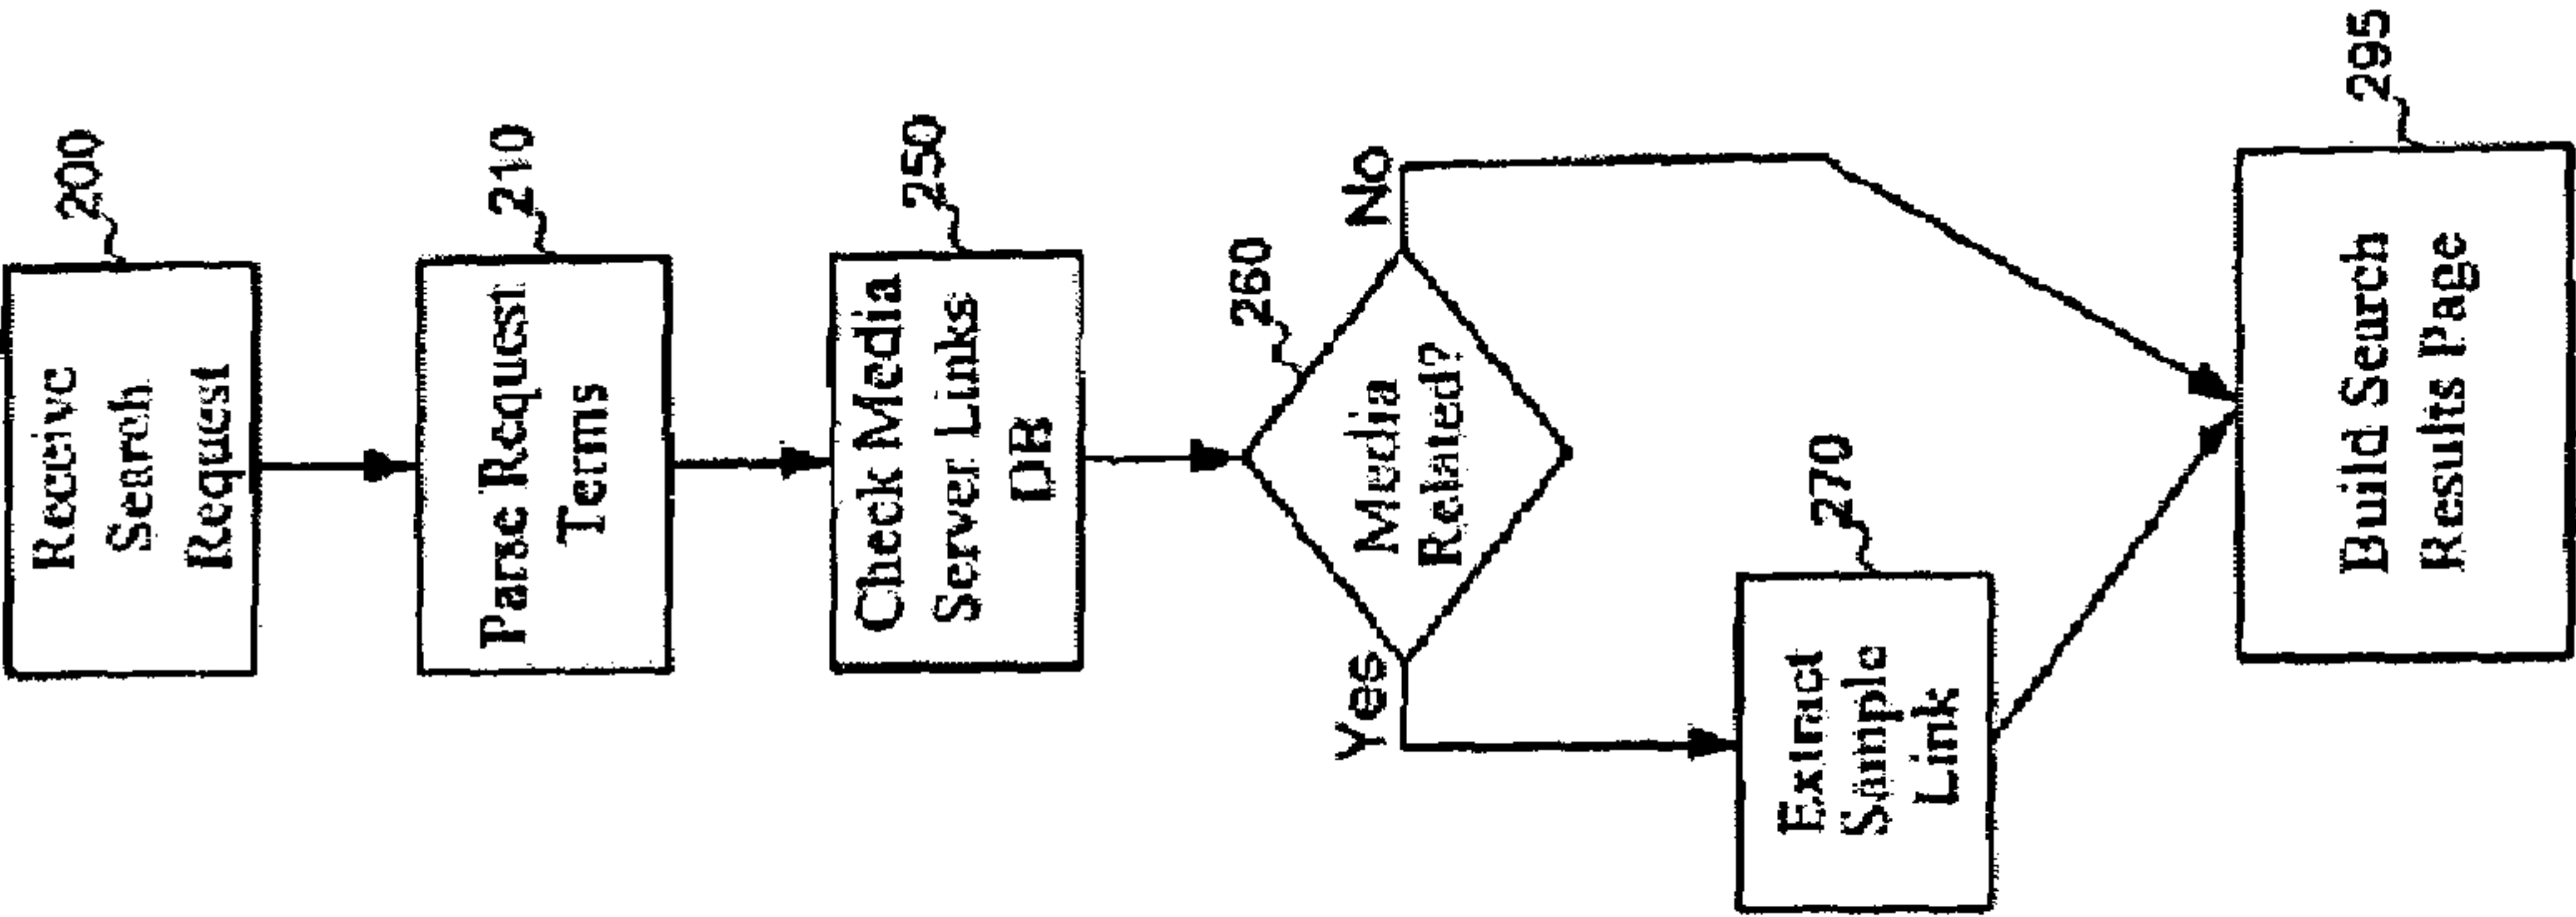 200
Receive
Search
Request
210
Parse Request
Terms
250
Check Media
Server Links
DB
260
Media
Related?
Yes
No
270
Extract
Sample
Link
295
Build Search
Results Page